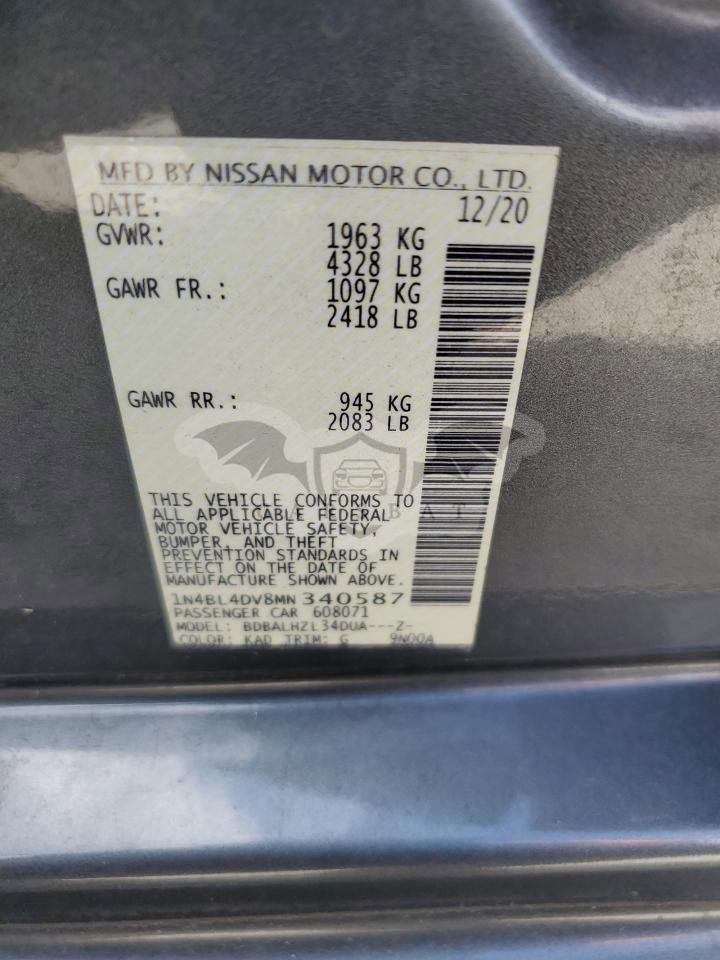 MFD BY NISSAN MOTOR CO., LTD.
DATE: 12/20
GVWR: 1963 KG
4328 LB
GAWR FR.: 1097 KG
2418 LB
GAWR RR.: 945 KG
2083 LB
THIS VEHICLE CONFORMS TO
ALL APPLICABLE FEDERAL
MOTOR VEHICLE SAFETY,
BUMPER, AND THEFT
PREVENTION STANDARDS IN
EFFECT ON THE DATE OF
MANUFACTURE SHOWN ABOVE.
1N4BL4DV8MN340587
PASSENGER CAR 608071
MODEL: BDBALHZL34DUA---Z-
COLOR: KAD TRIM: G 9N00A